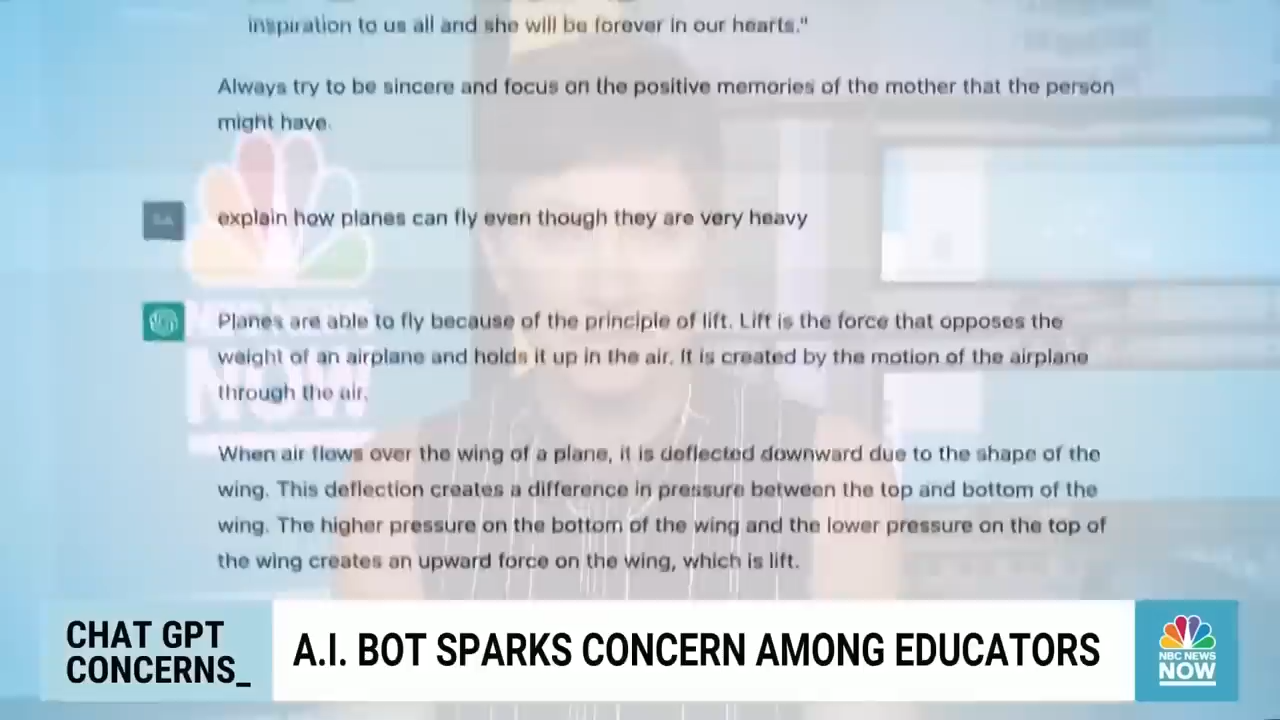 inspiration to us all and she will be forever in our hearts."
Always try to be sincere and focus on the positive memories of the mother that the person
might have.
SA
explain how planes can fly even though they are very heavy
Planes are able to fly because of the principle of lift. Lift is the force that opposes the
weight of an airplane and holds it up in the air. It is created by the motion of the airplane
through the air.
When air flows over the wing of a plane, it is deflected downward due to the shape of the
wing. This deflection creates a difference in pressure between the top and bottom of the
wing. The higher pressure on the bottom of the wing and the lower pressure on the top of
the wing creates an upward force on the wing, which is lift.
NBC NEWS
NOW
CHAT GPT
CONCERNS_
A.I. BOT SPARKS CONCERN AMONG EDUCATORS
NBC NEWS
NOW